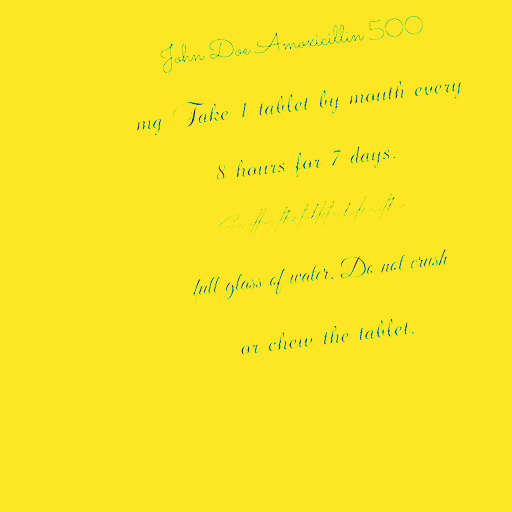 John Doe Amoxicillin 500
mg Take 1 tablet by mouth every
8 hours for 7 days.
full glass of water. Do not crush
or chew the tablet.